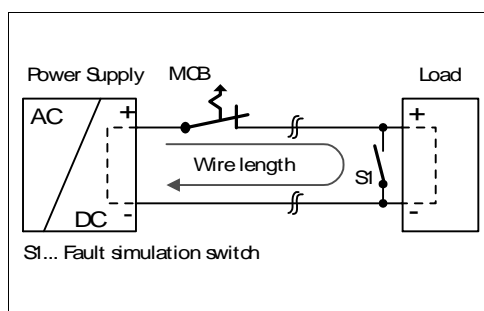 Power Supply MCB Load
AC + +
Wire length
S1
DC - -
S1... Fault simulation switch